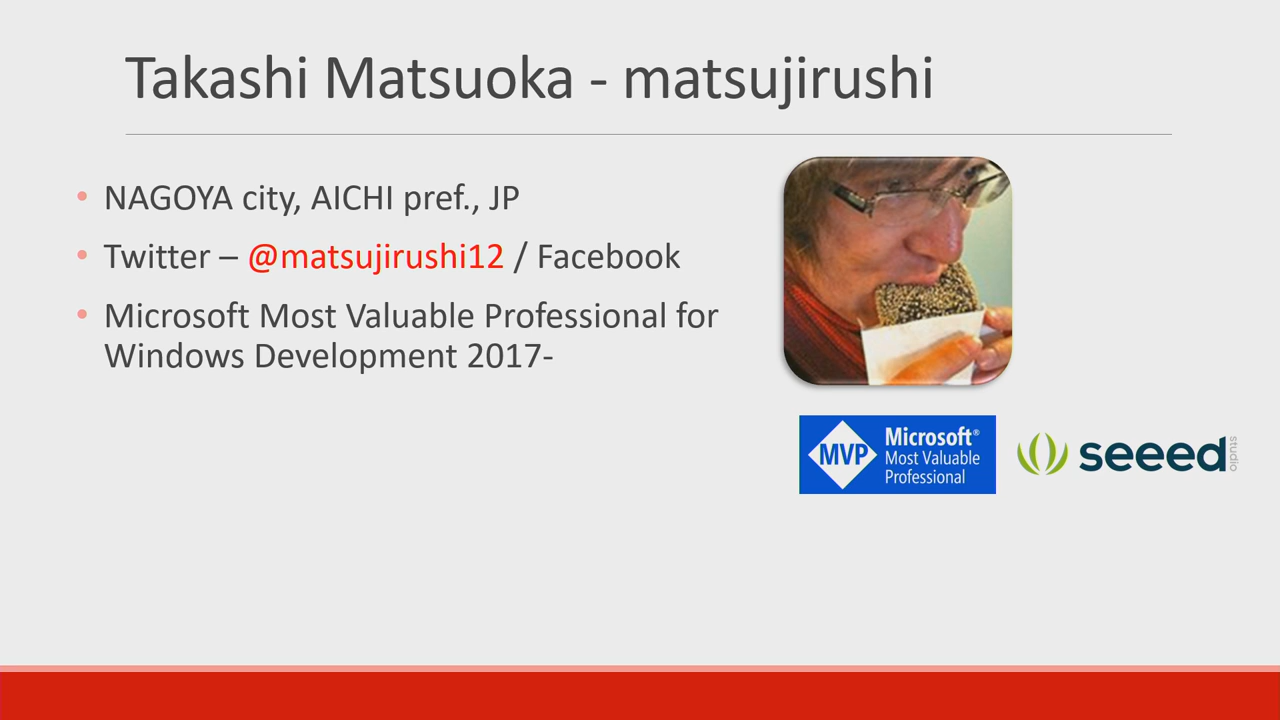 Takashi Matsuoka - matsujirushi
• NAGOYA city, AICHI pref., JP
• Twitter – @matsujirushi12 / Facebook
• Microsoft Most Valuable Professional for
Windows Development 2017-
MVP
Microsoft®
Most Valuable
Professional
seeed
studio